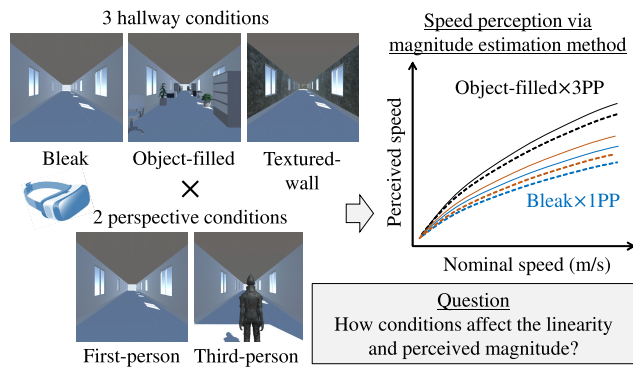 3 hallway conditions
Bleak
Object-filled
Textured-
wall
×
2 perspective conditions
First-person
Third-person
Speed perception via
magnitude estimation method
Object-filled×3PP
Bleak×1PP
Perceived speed
Nominal speed (m/s)
Question
How conditions affect the linearity
and perceived magnitude?